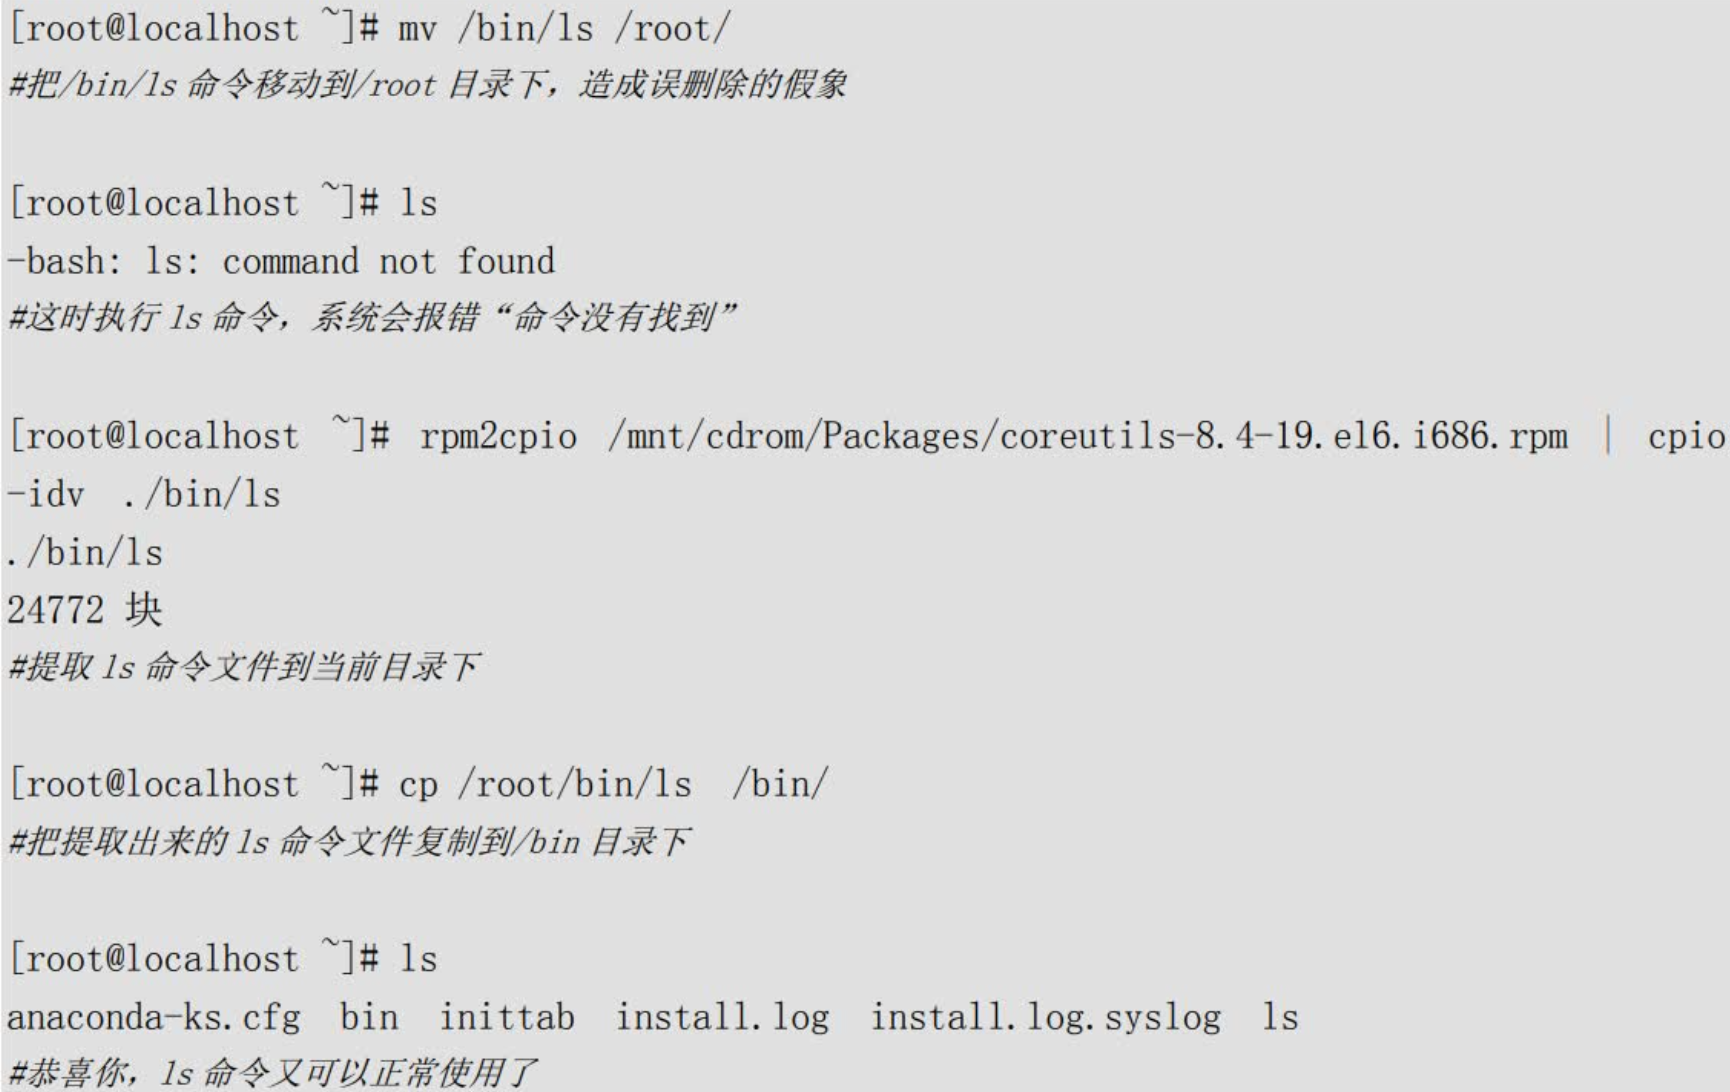 [root@localhost ~]# mv /bin/ls /root/
#把/bin/ls 命令移动到/root 目录下，造成误删除的假象
[root@localhost ~]# ls
-bash: ls: command not found
#这时执行 ls 命令，系统会报错“命令没有找到”
[root@localhost ~]# rpm2cpio /mnt/cdrom/Packages/coreutils-8.4-19.el6.i686.rpm | cpio
-idv ./bin/ls
./bin/ls
24772 块
#提取 ls 命令文件到当前目录下
[root@localhost ~]# cp /root/bin/ls /bin/
#把提取出来的 ls 命令文件复制到/bin 目录下
[root@localhost ~]# ls
anaconda-ks.cfg bin inittab install.log install.log.syslog ls
#恭喜你，ls 命令又可以正常使用了